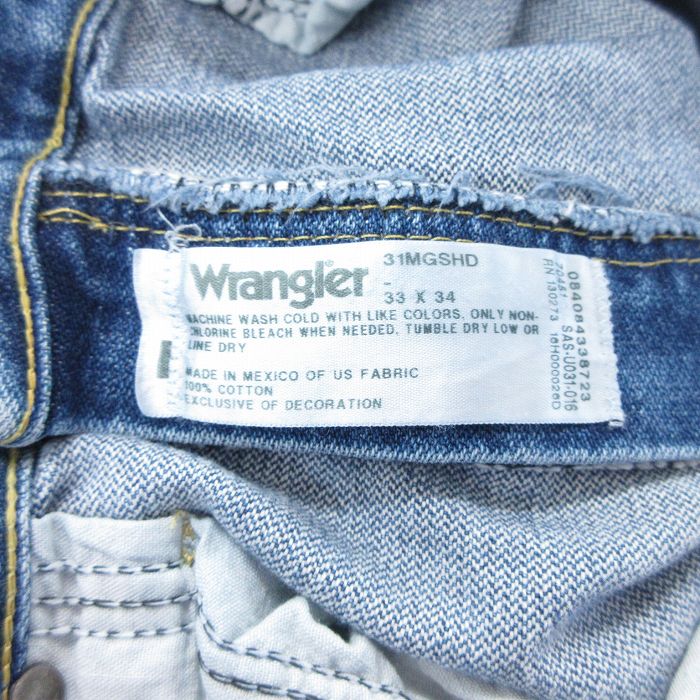 Wrangler
31MGSHD
-
33 X 34
MACHINE WASH COLD WITH LIKE COLORS, ONLY NON-
CHLORINE BLEACH WHEN NEEDED. TUMBLE DRY LOW OR
LINE DRY
MADE IN MEXICO OF US FABRIC
100% COTTON
EXCLUSIVE OF DECORATION
084084338723
SAS-U031-016
16H000026D
RN 130273